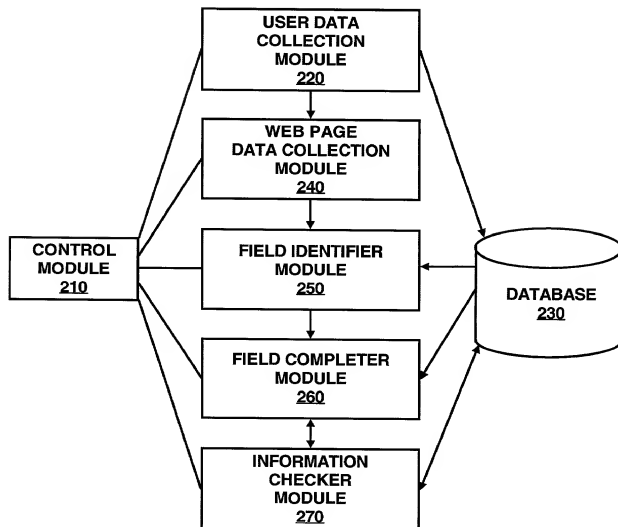 USER DATA
COLLECTION
MODULE
220
WEB PAGE
DATA COLLECTION
MODULE
240
CONTROL
MODULE
210
FIELD IDENTIFIER
MODULE
250
DATABASE
230
FIELD COMPLETER
MODULE
260
INFORMATION
CHECKER
MODULE
270